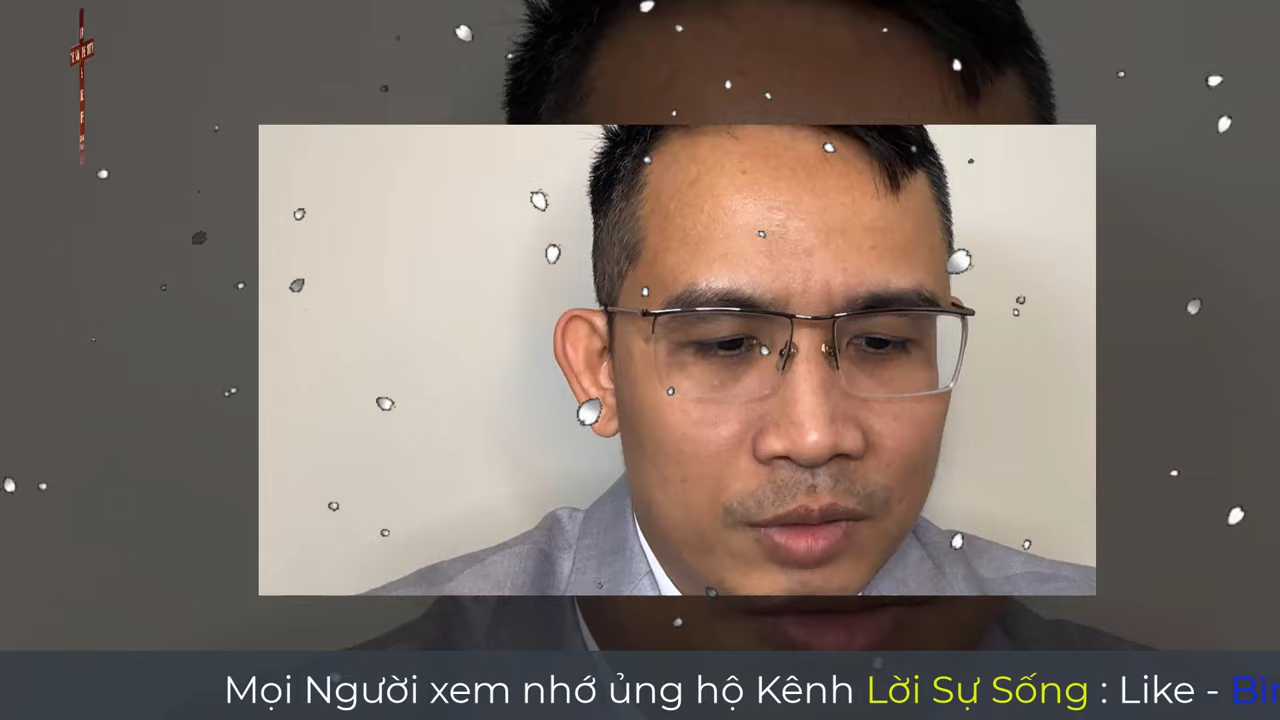 Mọi Người xem nhớ ủng hộ Kênh Lời Sự Sống : Like -